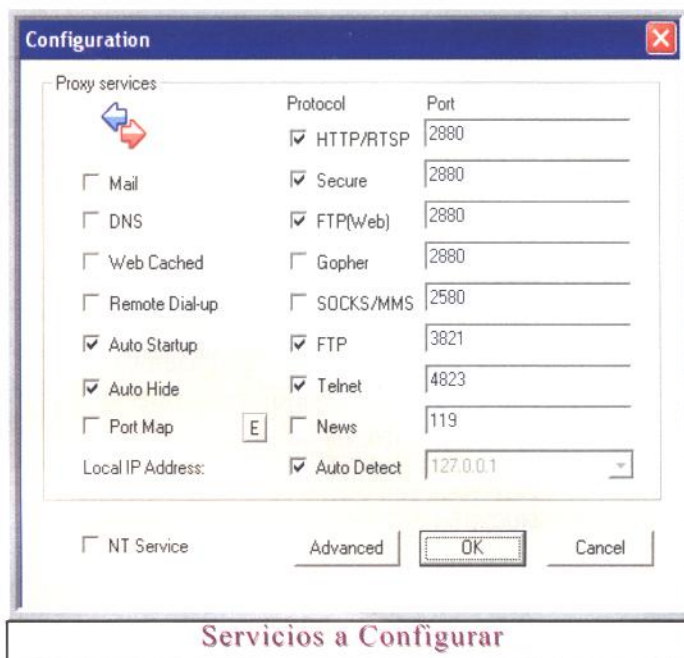 Configuration
Proxy services
Protocol Port
HTTP/RTSP 2880
Mail Secure 2880
DNS FTP(Web) 2880
Web Cached Gopher 2880
Remote Dial-up SOCKS/MMS 2580
Auto Startup FTP 3821
Auto Hide Telnet 4823
Port Map E News 119
Local IP Address: Auto Detect 127.0.0.1
NT Service Advanced OK Cancel
Servicios a Configurar